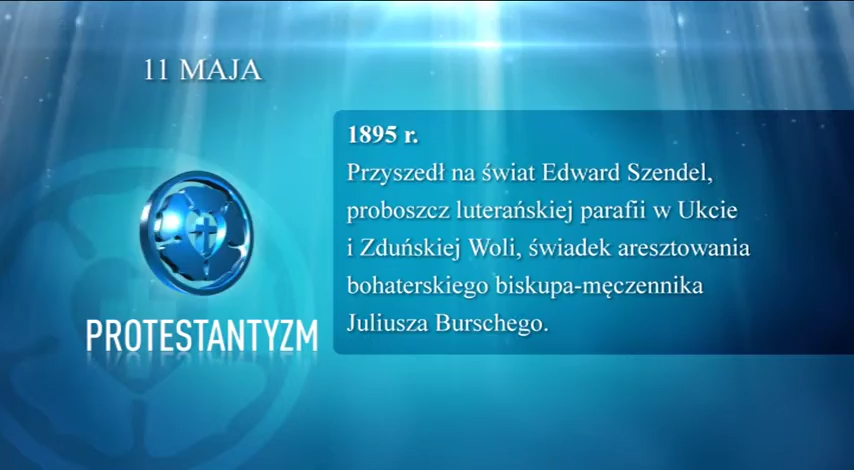 11 MAJA
1895 r.
Przyszedł na świat Edward Szendel,
proboszcz luterańskiej parafii w Ukcie
i Zduńskiej Woli, świadek aresztowania
bohaterskiego biskupa-męczennika
Juliusza Burschego.
PROTESTANTYZM